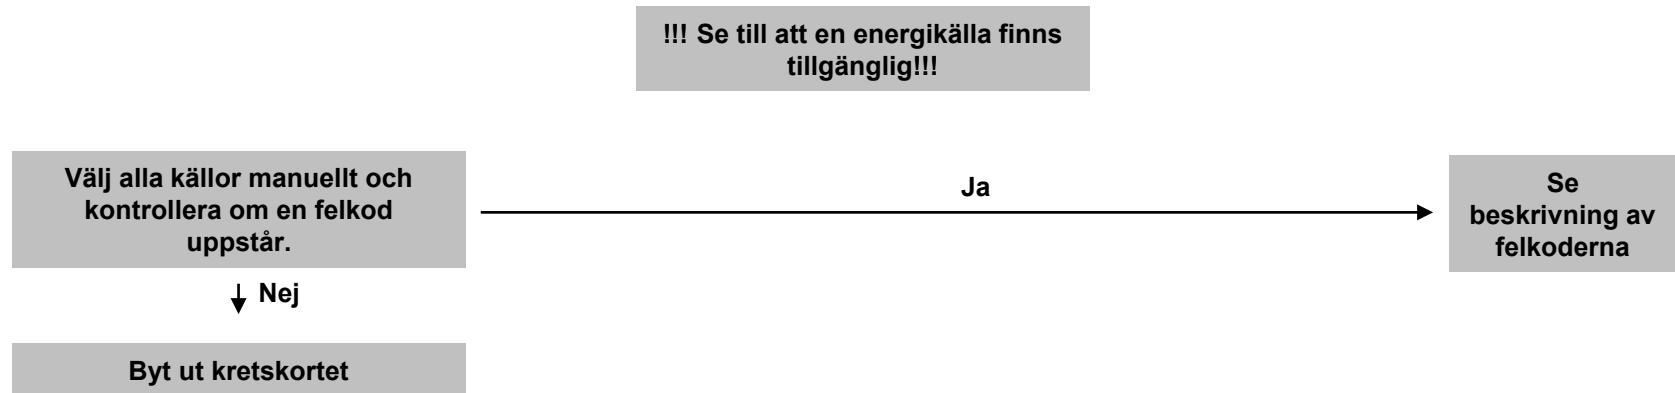 !!! Se till att en energikälla finns
tillgänglig!!!
Välj alla källor manuellt och
kontrollera om en felkod
uppstår.
Ja
Se
beskrivning av
felkoderna
Nej
Byt ut kretskortet